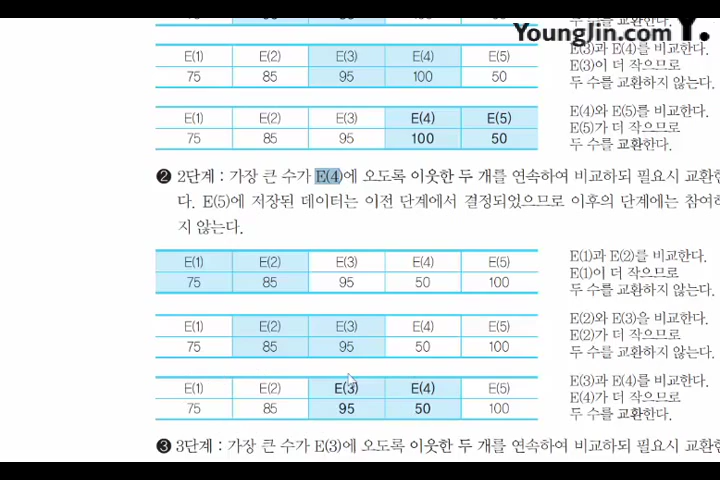 YoungJin.com Y.
75 85 95 100 50
두 수를 교환한다.
E(1) E(2) E(3) E(4) E(5)
75 85 95 100 50
E(3)과 E(4)를 비교한다.
E(3)이 더 작으므로
두 수를 교환하지 않는다.
E(1) E(2) E(3) E(4) E(5)
75 85 95 100 50
E(4)와 E(5)를 비교한다.
E(5)가 더 작으므로
두 수를 교환한다.
❷ 2단계 : 가장 큰 수가 E(4)에 오도록 이웃한 두 개를 연속하여 비교하되 필요시 교환한
다. E(5)에 저장된 데이터는 이전 단계에서 결정되었으므로 이후의 단계에는 참여하
지 않는다.
E(1) E(2) E(3) E(4) E(5)
75 85 95 50 100
E(1)과 E(2)를 비교한다.
E(1)이 더 작으므로
두 수를 교환하지 않는다.
E(1) E(2) E(3) E(4) E(5)
75 85 95 50 100
E(2)와 E(3)을 비교한다.
E(2)가 더 작으므로
두 수를 교환하지 않는다.
E(1) E(2) E(3) E(4) E(5)
75 85 95 50 100
E(3)과 E(4)를 비교한다.
E(4)가 더 작으므로
두 수를 교환한다.
❸ 3단계 : 가장 큰 수가 E(3)에 오도록 이웃한 두 개를 연속하여 비교하되 필요시 교환한